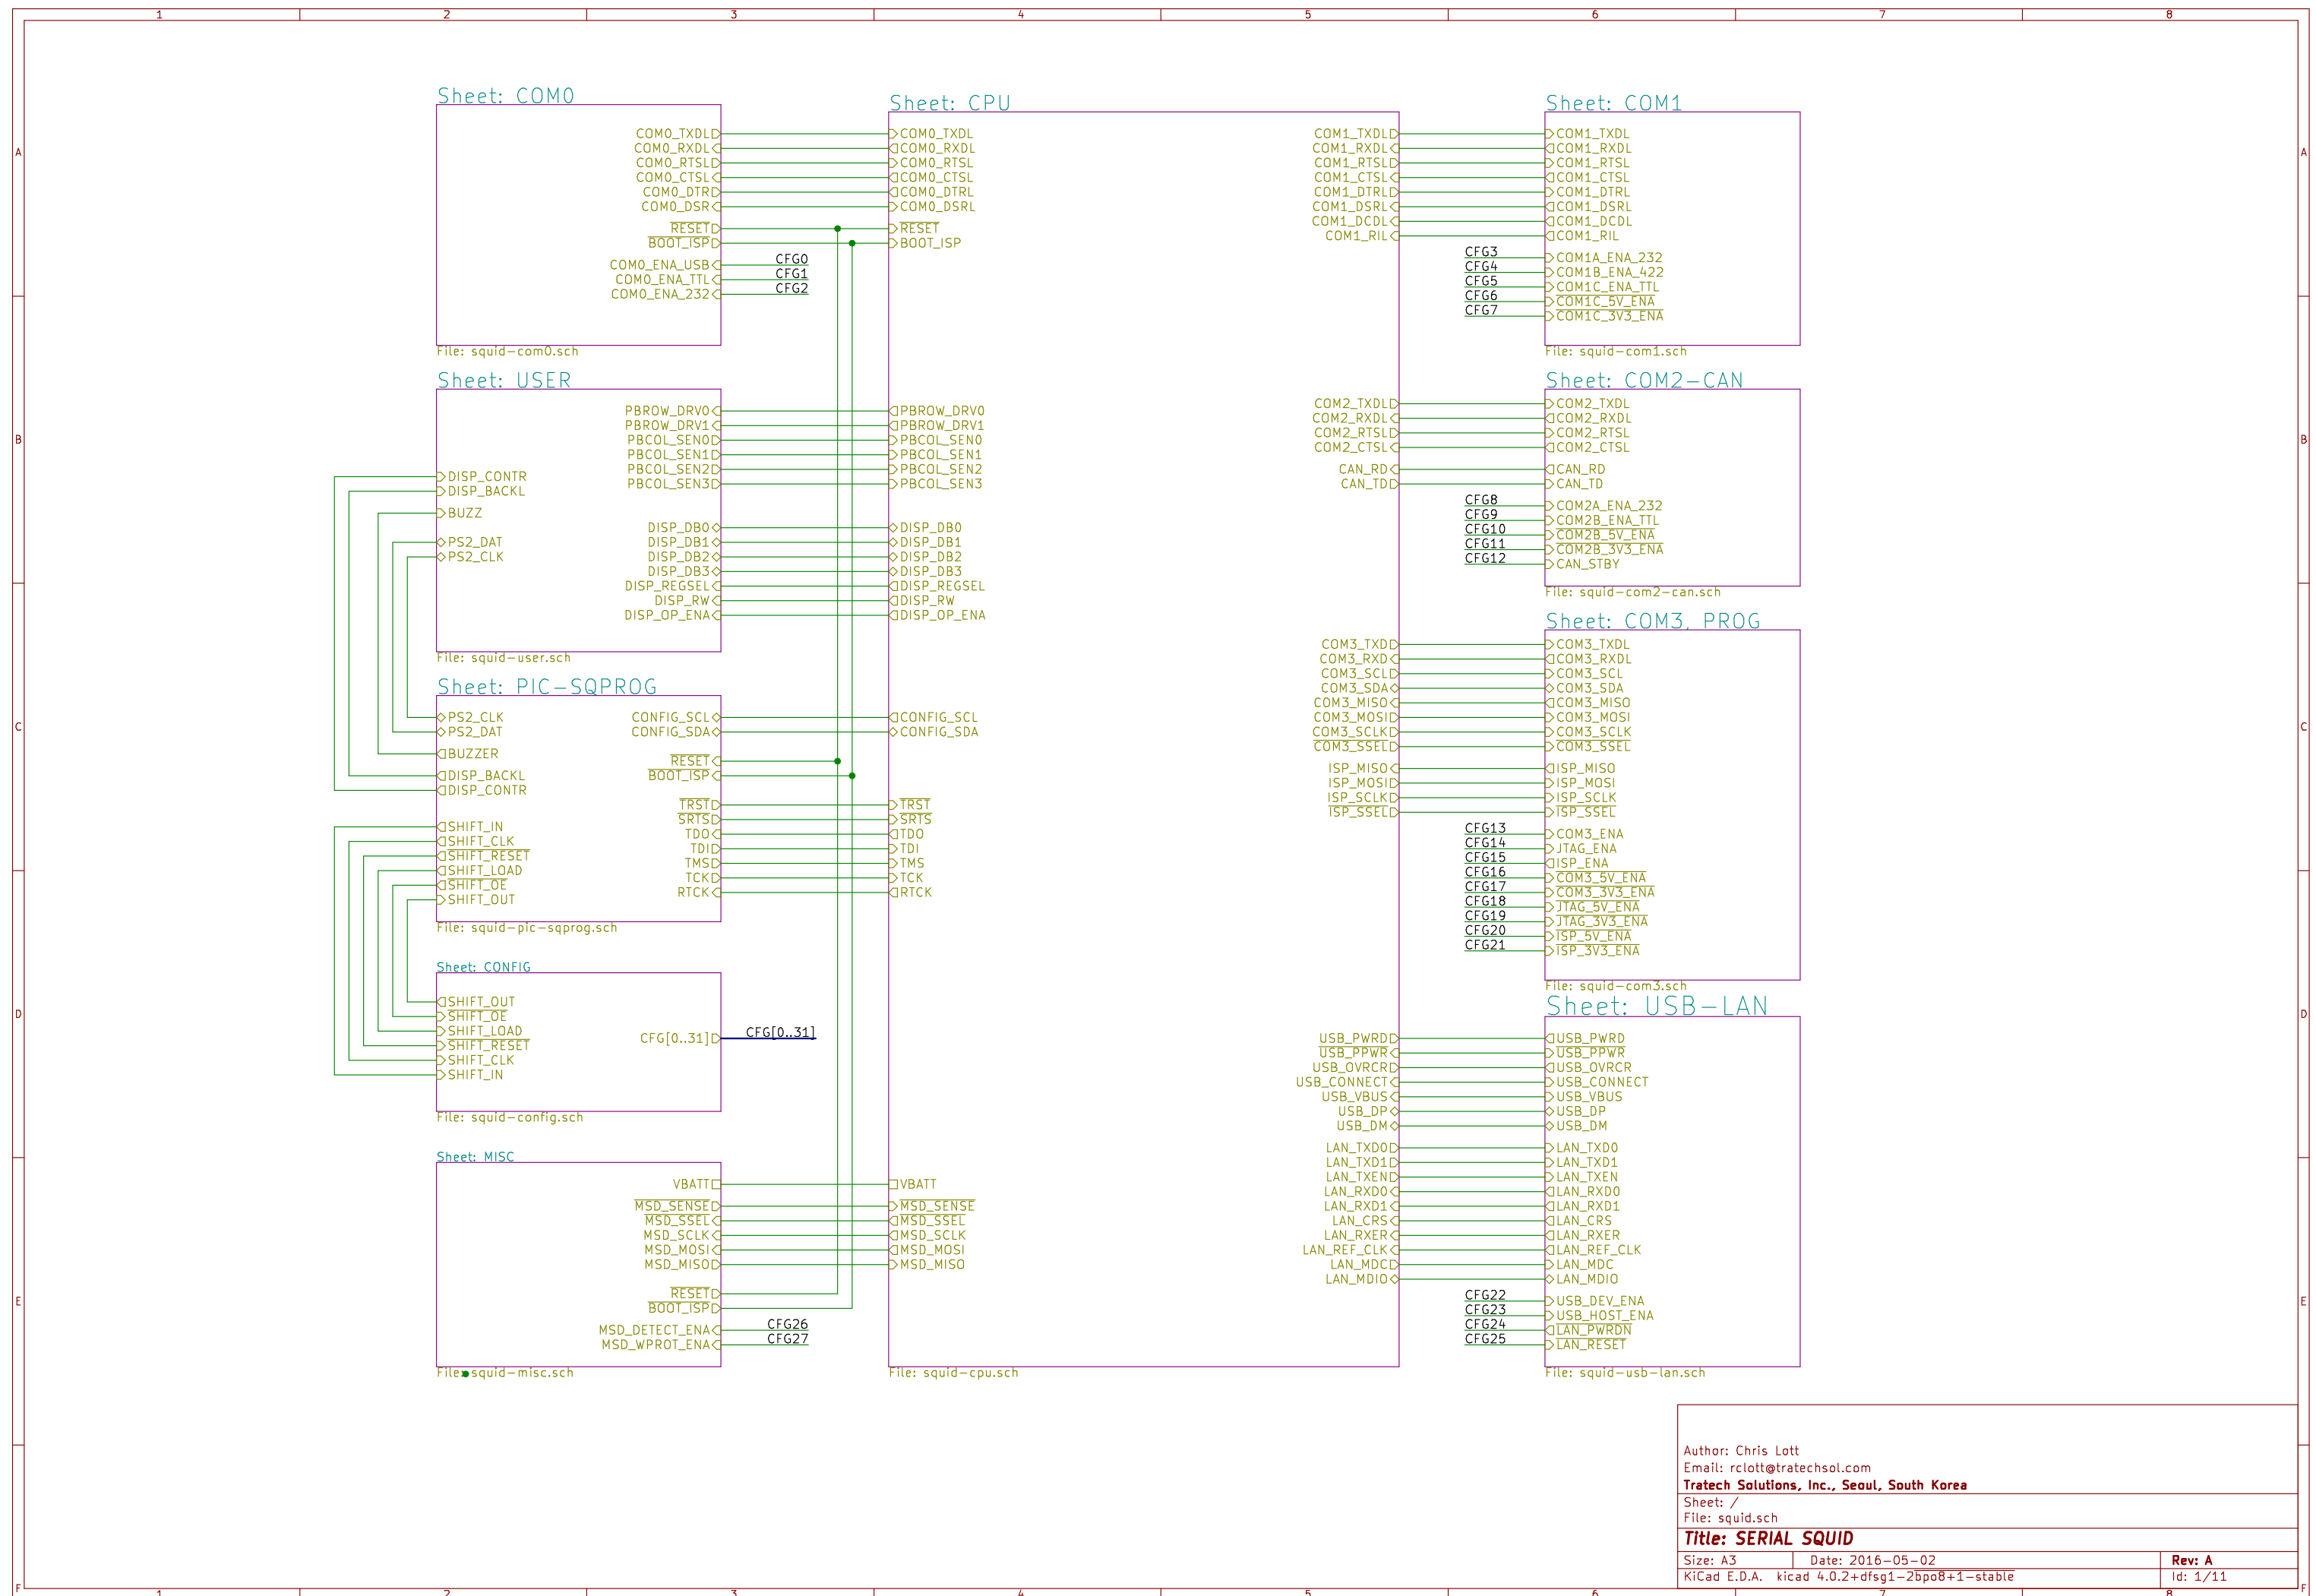 1 2 3 4 5 6 7 8
A
B
C
D
E
F
Sheet: COM0
COM0_TXDL
COM0_RXDL
COM0_RTSL
COM0_CTSL
COM0_DTR
COM0_DSR
RESET
BOOT_ISP
COM0_ENA_USB
COM0_ENA_TTL
COM0_ENA_232
CFG0
CFG1
CFG2
File: squid-com0.sch
Sheet: USER
PBROW_DRV0
PBROW_DRV1
PBCOL_SEN0
PBCOL_SEN1
PBCOL_SEN2
PBCOL_SEN3
DISP_CONTR
DISP_BACKL
BUZZ
PS2_DAT
PS2_CLK
DISP_DB0
DISP_DB1
DISP_DB2
DISP_DB3
DISP_REGSEL
DISP_RW
DISP_OP_ENA
File: squid-user.sch
Sheet: PIC-SQPROG
PS2_CLK
PS2_DAT
BUZZER
DISP_BACKL
DISP_CONTR
SHIFT_IN
SHIFT_CLK
SHIFT_RESET
SHIFT_LOAD
SHIFT_OE
SHIFT_OUT
CONFIG_SCL
CONFIG_SDA
RESET
BOOT_ISP
TRST
SRTS
TDO
TDI
TMS
TCK
RTCK
File: squid-pic-sqprog.sch
Sheet: CONFIG
SHIFT_OUT
SHIFT_OE
SHIFT_LOAD
SHIFT_RESET
SHIFT_CLK
SHIFT_IN
CFG[0..31]
CFG[0..31]
File: squid-config.sch
Sheet: MISC
VBATT
MSD_SENSE
MSD_SSEL
MSD_SCLK
MSD_MOSI
MSD_MISO
RESET
BOOT_ISP
MSD_DETECT_ENA
MSD_WPROT_ENA
CFG26
CFG27
File: squid-misc.sch
Sheet: CPU
COM0_TXDL
COM0_RXDL
COM0_RTSL
COM0_CTSL
COM0_DTRL
COM0_DSRL
RESET
BOOT_ISP
PBROW_DRV0
PBROW_DRV1
PBCOL_SEN0
PBCOL_SEN1
PBCOL_SEN2
PBCOL_SEN3
DISP_DB0
DISP_DB1
DISP_DB2
DISP_DB3
DISP_REGSEL
DISP_RW
DISP_OP_ENA
CONFIG_SCL
CONFIG_SDA
TRST
SRTS
TDO
TDI
TMS
TCK
RTCK
VBATT
MSD_SENSE
MSD_SSEL
MSD_SCLK
MSD_MOSI
MSD_MISO
COM1_TXDL
COM1_RXDL
COM1_RTSL
COM1_CTSL
COM1_DTRL
COM1_DSRL
COM1_DCDL
COM1_RIL
COM2_TXDL
COM2_RXDL
COM2_RTSL
COM2_CTSL
CAN_RD
CAN_TD
COM3_TXD
COM3_RXD
COM3_SCL
COM3_SDA
COM3_MISO
COM3_MOSI
COM3_SCLK
COM3_SSEL
ISP_MISO
ISP_MOSI
ISP_SCLK
ISP_SSEL
USB_PWRD
USB_PPWR
USB_OVRCR
USB_CONNECT
USB_VBUS
USB_DP
USB_DM
LAN_TXD0
LAN_TXD1
LAN_TXEN
LAN_RXD0
LAN_RXD1
LAN_CRS
LAN_RXER
LAN_REF_CLK
LAN_MDC
LAN_MDIO
File: squid-cpu.sch
Sheet: COM1
COM1_TXDL
COM1_RXDL
COM1_RTSL
COM1_CTSL
COM1_DTRL
COM1_DSRL
COM1_DCDL
COM1_RIL
CFG3 COM1A_ENA_232
CFG4 COM1B_ENA_422
CFG5 COM1C_ENA_TTL
CFG6 COM1C_5V_ENA
CFG7 COM1C_3V3_ENA
File: squid-com1.sch
Sheet: COM2-CAN
COM2_TXDL
COM2_RXDL
COM2_RTSL
COM2_CTSL
CAN_RD
CAN_TD
CFG8 COM2A_ENA_232
CFG9 COM2B_ENA_TTL
CFG10 COM2B_5V_ENA
CFG11 COM2B_3V3_ENA
CFG12 CAN_STBY
File: squid-com2-can.sch
Sheet: COM3, PROG
COM3_TXDL
COM3_RXDL
COM3_SCL
COM3_SDA
COM3_MISO
COM3_MOSI
COM3_SCLK
COM3_SSEL
ISP_MISO
ISP_MOSI
ISP_SCLK
ISP_SSEL
CFG13 COM3_ENA
CFG14 JTAG_ENA
CFG15 ISP_ENA
CFG16 COM3_5V_ENA
CFG17 COM3_3V3_ENA
CFG18 JTAG_5V_ENA
CFG19 JTAG_3V3_ENA
CFG20 ISP_5V_ENA
CFG21 ISP_3V3_ENA
File: squid-com3.sch
Sheet: USB-LAN
USB_PWRD
USB_PPWR
USB_OVRCR
USB_CONNECT
USB_VBUS
USB_DP
USB_DM
LAN_TXD0
LAN_TXD1
LAN_TXEN
LAN_RXD0
LAN_RXD1
LAN_CRS
LAN_RXER
LAN_REF_CLK
LAN_MDC
LAN_MDIO
CFG22 USB_DEV_ENA
CFG23 USB_HOST_ENA
CFG24 LAN_PWRDN
CFG25 LAN_RESET
File: squid-usb-lan.sch
Author: Chris Lott
Email: rclott@tratechsol.com
Tratech Solutions, Inc., Seoul, South Korea
Sheet: /
File: squid.sch
Title: SERIAL SQUID
Size: A3 Date: 2016-05-02 Rev: A
KiCad E.D.A. kicad 4.0.2+dfsg1-2bpo8+1-stable Id: 1/11
A
B
C
D
E
F
1 2 3 4 5 6 7 8